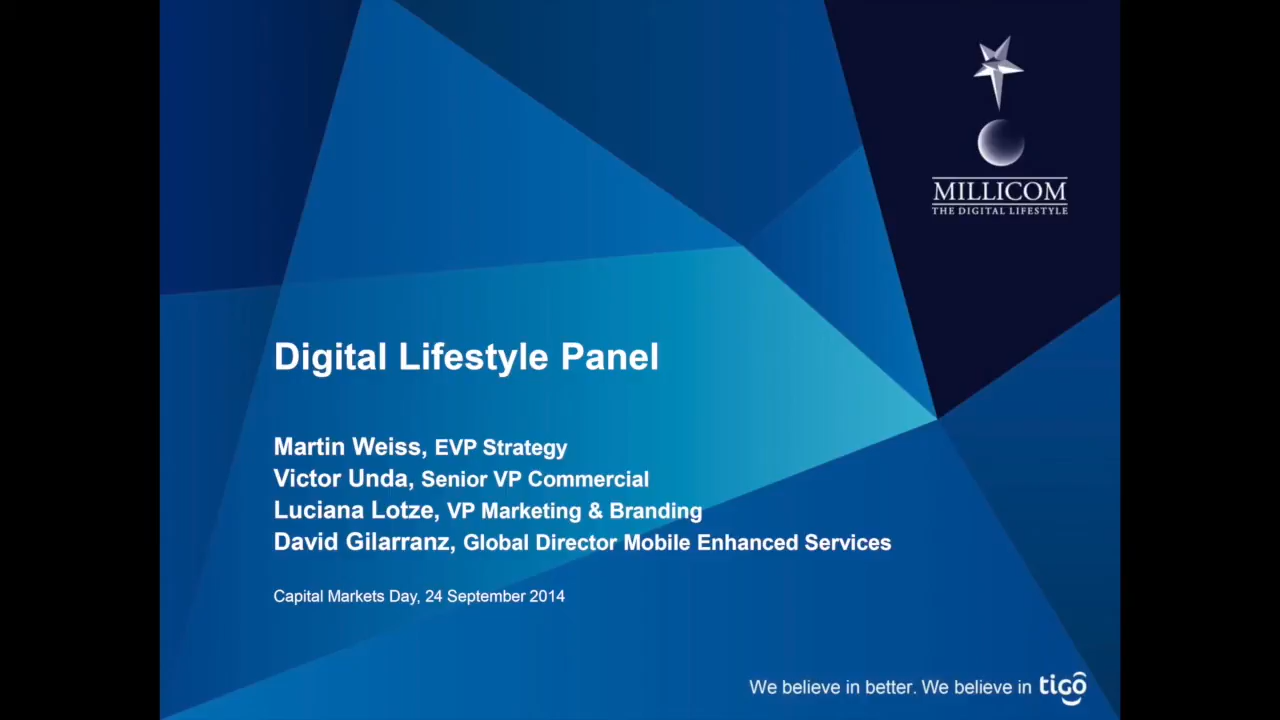 MILLICOM
THE DIGITAL LIFESTYLE
Digital Lifestyle Panel
Martin Weiss, EVP Strategy
Victor Unda, Senior VP Commercial
Luciana Lotze, VP Marketing & Branding
David Gilarranz, Global Director Mobile Enhanced Services
Capital Markets Day, 24 September 2014
We believe in better. We believe in tigo